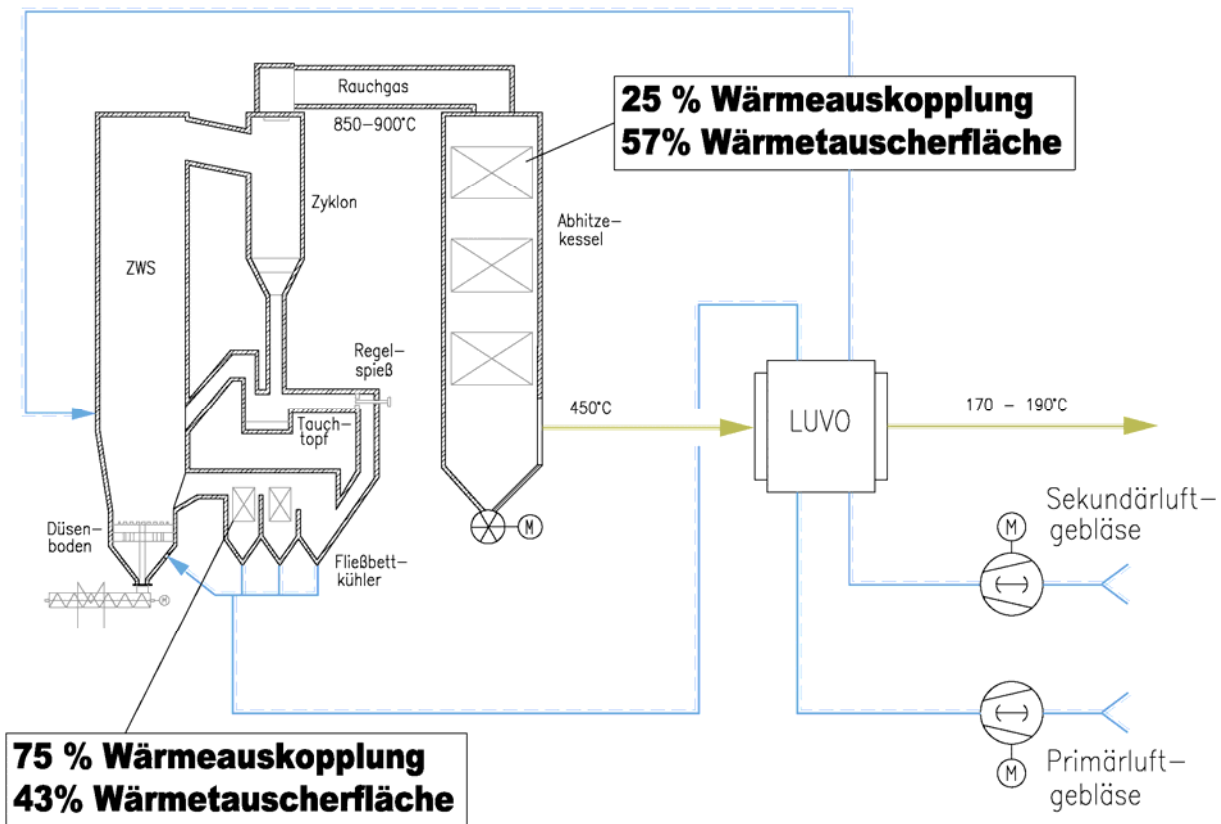 Rauchgas
850–900°C
25 % Wärmeauskopplung
57% Wärmetauscherfläche
Zyklon
Abhitze–
kessel
ZWS
Regel–
spieß
450°C
LUVO
170 – 190°C
Tauch–
topf
Düsen–
boden
M
Fließbett–
kühler
M
M
Sekundärluft–
gebläse
Primärluft–
gebläse
M
75 % Wärmeauskopplung
43% Wärmetauscherfläche